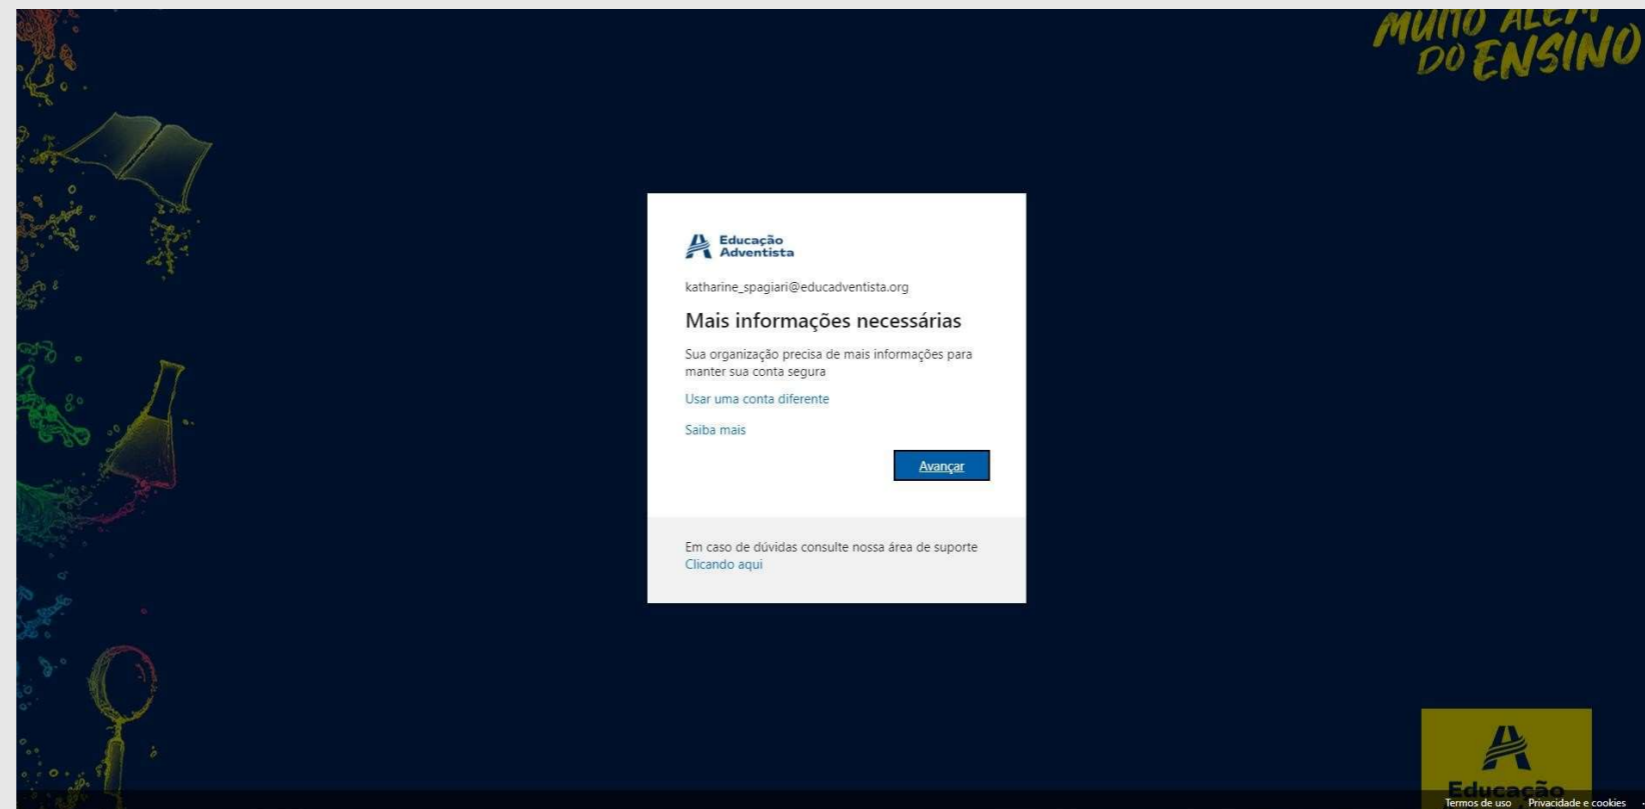 MUITO ALÉM
DO ENSINO
Educação
Adventista
katharine_spagiari@educadventista.org
Mais informações necessárias
Sua organização precisa de mais informações para
manter sua conta segura
Usar uma conta diferente
Saiba mais
Avançar
Em caso de dúvidas consulte nossa área de suporte
Clicando aqui
Educação
Termos de uso Privacidade e cookies